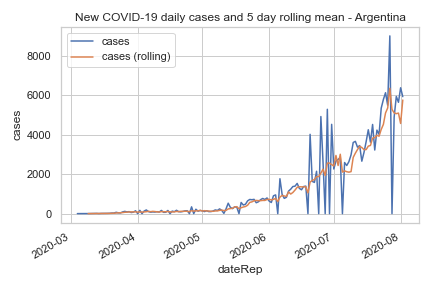 New COVID-19 daily cases and 5 day rolling mean - Argentina
cases
cases (rolling)
8000
6000
4000
2000
0
cases
2020-03
2020-04
2020-05
2020-06
2020-07
2020-08
dateRep